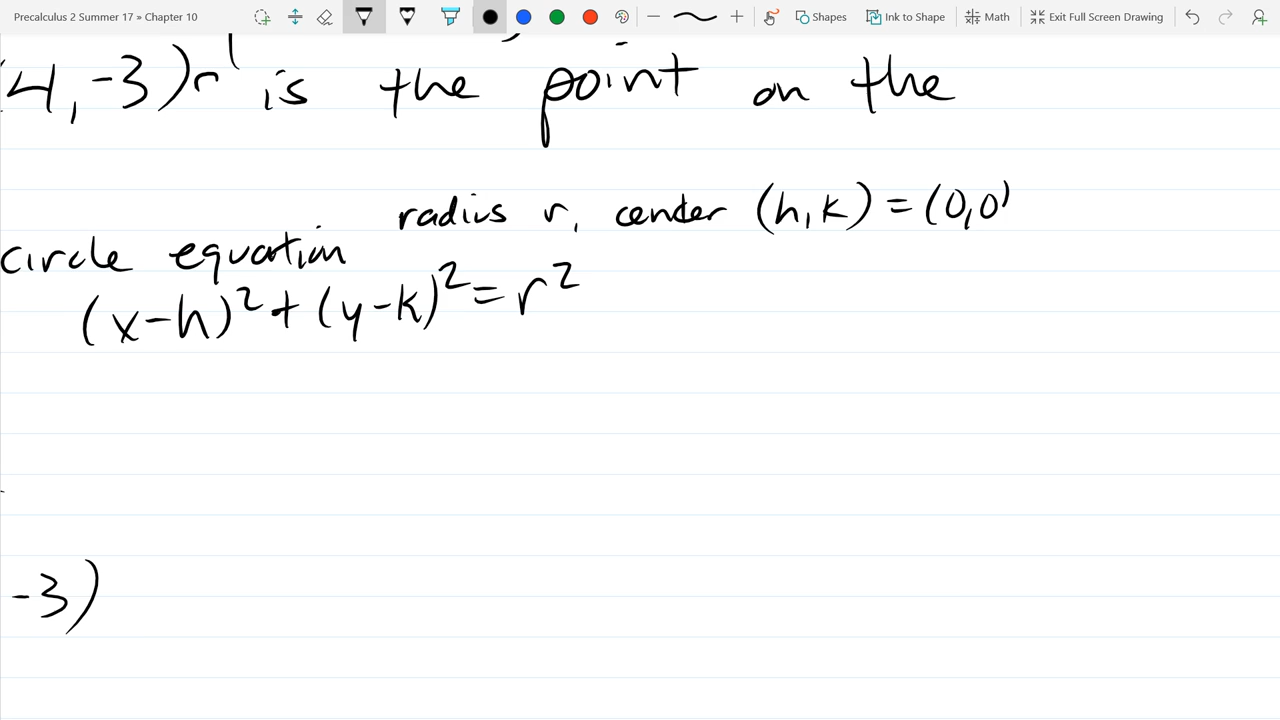 Precalculus 2 Summer 17 » Chapter 10
Shapes
Ink to Shape
Math
Exit Full Screen Drawing
4, -3) r is the point on the
radius r, center (h,k) = (0,0)
circle equation
(x-h)² + (y-k)² = r²
-3)